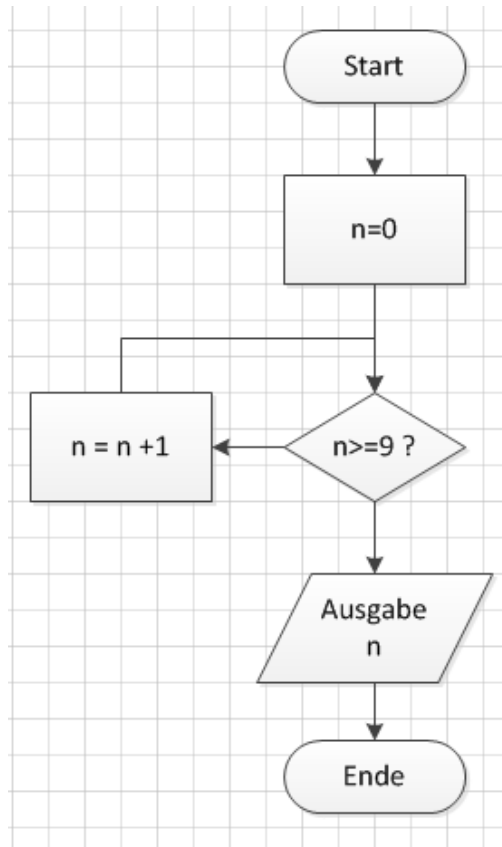 Start
n=0
n = n +1
n>=9 ?
Ausgabe
n
Ende